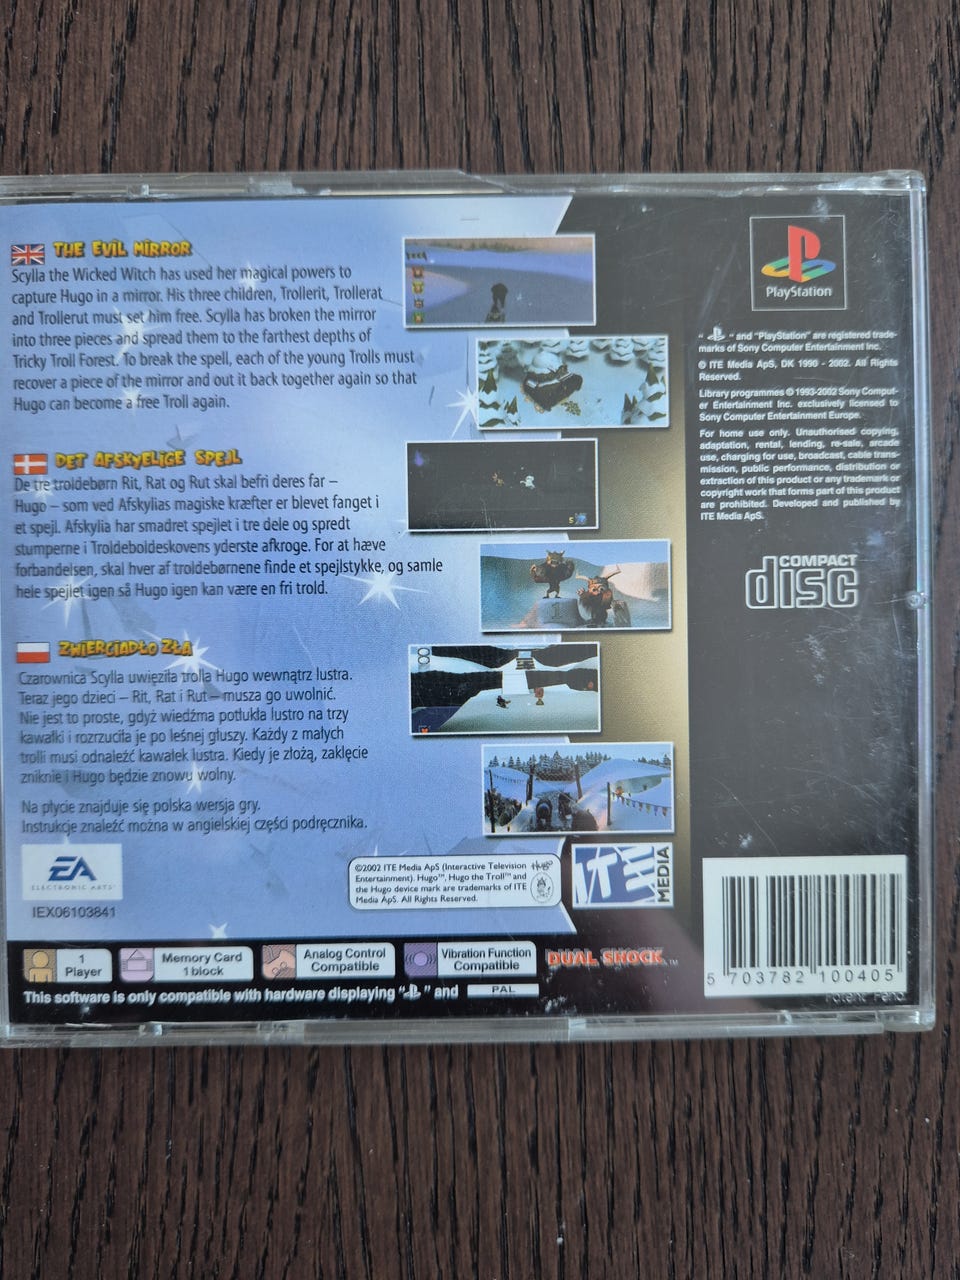 THE EVIL MIRROR
Scylla the Wicked Witch has used her magical powers to
capture Hugo in a mirror. His three children, Trollerit, Trollerat
and Trollerut must set him free. Scylla has broken the mirror
into three pieces and spread them to the farthest depths of
Tricky Troll Forest. To break the spell, each of the young Trolls must
recover a piece of the mirror and out it back together again so that
Hugo can become a free Troll again.
DET AFSKYELIGE SPEJL
De tre troldebørn Rit, Rat og Rut skal befri deres far –
Hugo – som ved Afskylias magiske kræfter er blevet fanget i
et spejl. Afskylia har smadret spejlet i tre dele og spredt
stumperne i Troldeboldeskovens yderste afkroge. For at hæve
forbandelsen, skal hver af troldebørnene finde et spejlstykke, og samle
hele spejlet igen så Hugo igen kan være en fri trold.
ZWIERCIADŁO ZŁA
Czarownica Scylla uwięziła trolla Hugo wewnątrz lustra.
Teraz jego dzieci – Rit, Rat i Rut – musza go uwolnić.
Nie jest to proste, gdyż wiedźma potłukła lustro na trzy
kawałki i rozrzuciła je po leśnej głuszy. Każdy z małych
trolli musi odnaleźć kawałek lustra. Kiedy je złożą, zaklęcie
zniknie i Hugo będzie znowu wolny.
Na płycie znajduje się polska wersja gry.
Instrukcje znaleźć można w angielskiej części podręcznika.
EA
ELECTRONIC ARTS
IEX06103841
©2002 ITE Media ApS (Interactive Television
Entertainment). Hugo™, Hugo the Troll™ and
the Hugo device mark are trademarks of ITE
Media ApS. All Rights Reserved.
Hugo
ITE
MEDIA
1
Player
Memory Card
1 block
Analog Control
Compatible
Vibration Function
Compatible
DUAL SHOCK™
This software is only compatible with hardware displaying " " and
PAL
PlayStation
" " and "PlayStation" are registered trade-
marks of Sony Computer Entertainment Inc.
© ITE Media ApS, DK 1990 - 2002. All Rights
Reserved.
Library programmes © 1993-2002 Sony Comput-
er Entertainment Inc. exclusively licensed to
Sony Computer Entertainment Europe.
For home use only. Unauthorised copying,
adaptation, rental, lending, re-sale, arcade
use, charging for use, broadcast, cable trans-
mission, public performance, distribution or
extraction of this product or any trademark or
copyright work that forms part of this product
are prohibited. Developed and published by
ITE Media ApS.
COMPACT
disc
5 703782 100405